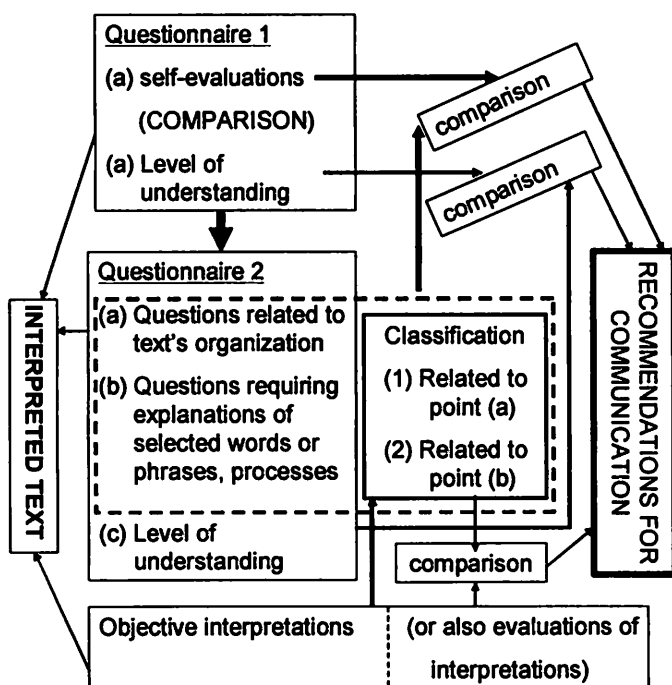 Questionnaire 1
(a) self-evaluations
(COMPARISON)
(a) Level of
understanding
comparison
comparison
Questionnaire 2
(a) Questions related to
text's organization
(b) Questions requiring
explanations of
selected words or
phrases, processes
(c) Level of
understanding
Classification
(1) Related to
point (a)
(2) Related to
point (b)
comparison
INTERPRETED TEXT
RECOMMENDATIONS FOR
COMMUNICATION
Objective interpretations
(or also evaluations of
interpretations)